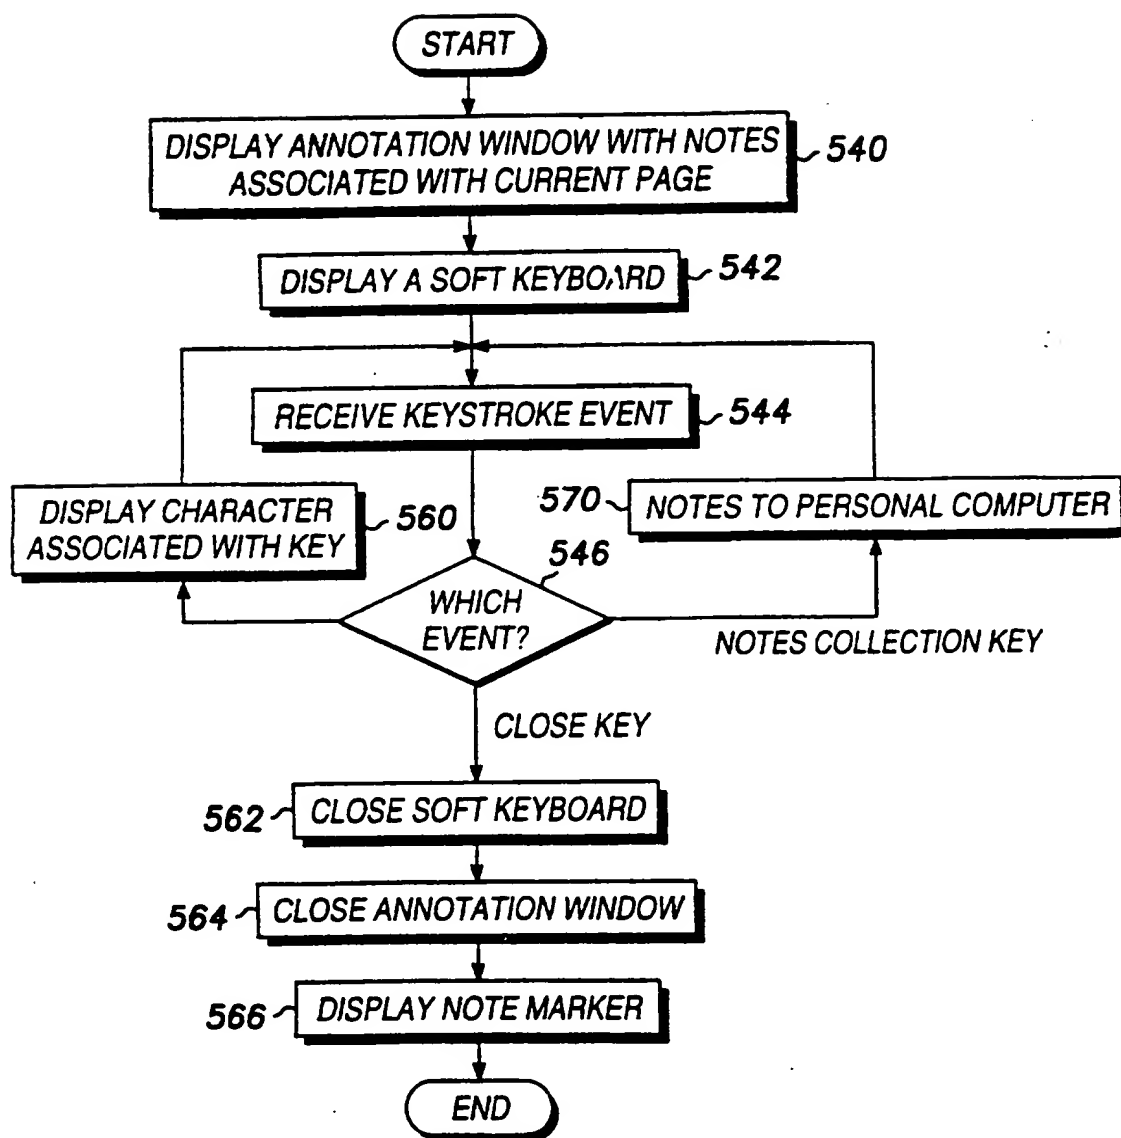 START
DISPLAY ANNOTATION WINDOW WITH NOTES
ASSOCIATED WITH CURRENT PAGE
540
DISPLAY A SOFT KEYBOARD
542
RECEIVE KEYSTROKE EVENT
544
DISPLAY CHARACTER
ASSOCIATED WITH KEY
560
570
NOTES TO PERSONAL COMPUTER
546
WHICH
EVENT?
NOTES COLLECTION KEY
CLOSE KEY
562
CLOSE SOFT KEYBOARD
564
CLOSE ANNOTATION WINDOW
566
DISPLAY NOTE MARKER
END